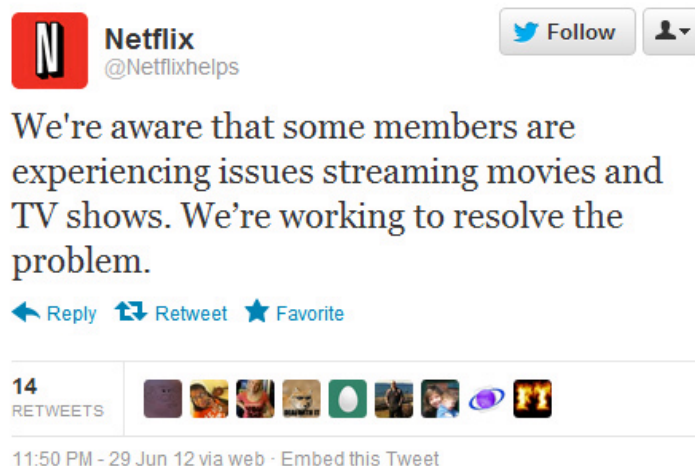 N
Netflix
@Netflixhelps
Follow
We're aware that some members are
experiencing issues streaming movies and
TV shows. We’re working to resolve the
problem.
Reply Retweet Favorite
14
RETWEETS
11:50 PM - 29 Jun 12 via web · Embed this Tweet